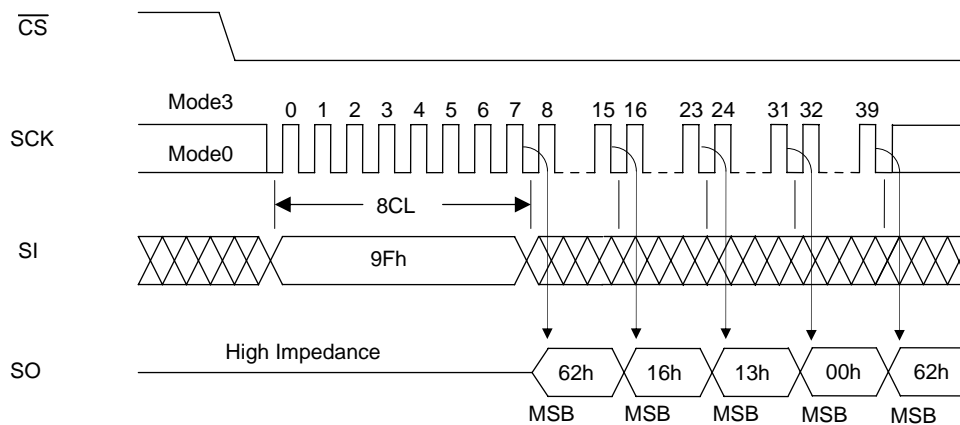 CS
Mode3
0 1 2 3 4 5 6 7 8 15 16 23 24 31 32 39
SCK
Mode0
8CL
SI
9Fh
High Impedance
SO
62h 16h 13h 00h 62h
MSB MSB MSB MSB MSB